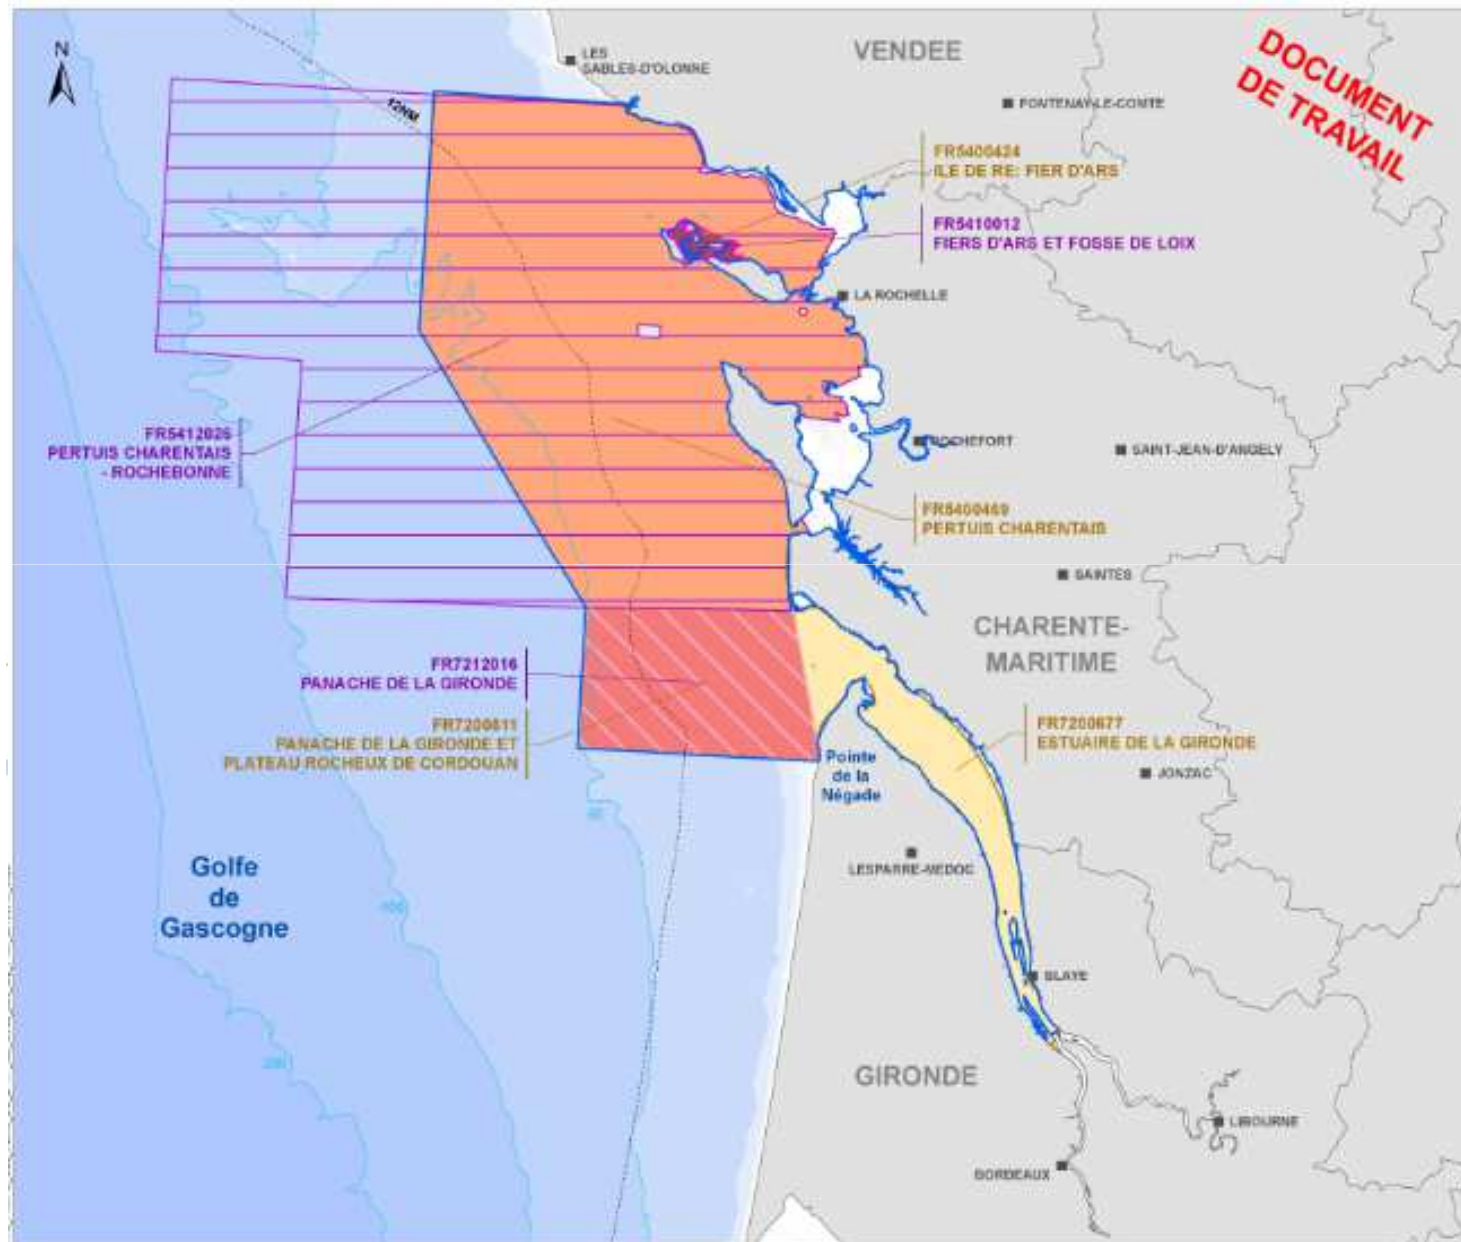 N
LES
SABLES-D'OLONNE
VENDEE
DOCUMENT
DE TRAVAIL
12NM
FONTENAY-LE-COMTE
FR5400424
ILE DE RE: FIER D'ARS
FR5410012
FIERS D'ARS ET FOSSE DE LOIX
LA ROCHELLE
FR5412026
PERTUIS CHARENTAIS
- ROCHEBONNE
ROCHEFORT
SAINT-JEAN-D'ANGELY
FR5400469
PERTUIS CHARENTAIS
SAINTES
CHARENTE-
MARITIME
FR7212016
PANACHE DE LA GIRONDE
FR7200811
PANACHE DE LA GIRONDE ET
PLATEAU ROCHEUX DE CORDOUAN
FR7200677
ESTUAIRE DE LA GIRONDE
Pointe
de la
Négade
JONZAC
LESPARRE-MEDOC
Golfe
de
Gascogne
100
BLAYE
200
GIRONDE
LIBOURNE
BORDEAUX